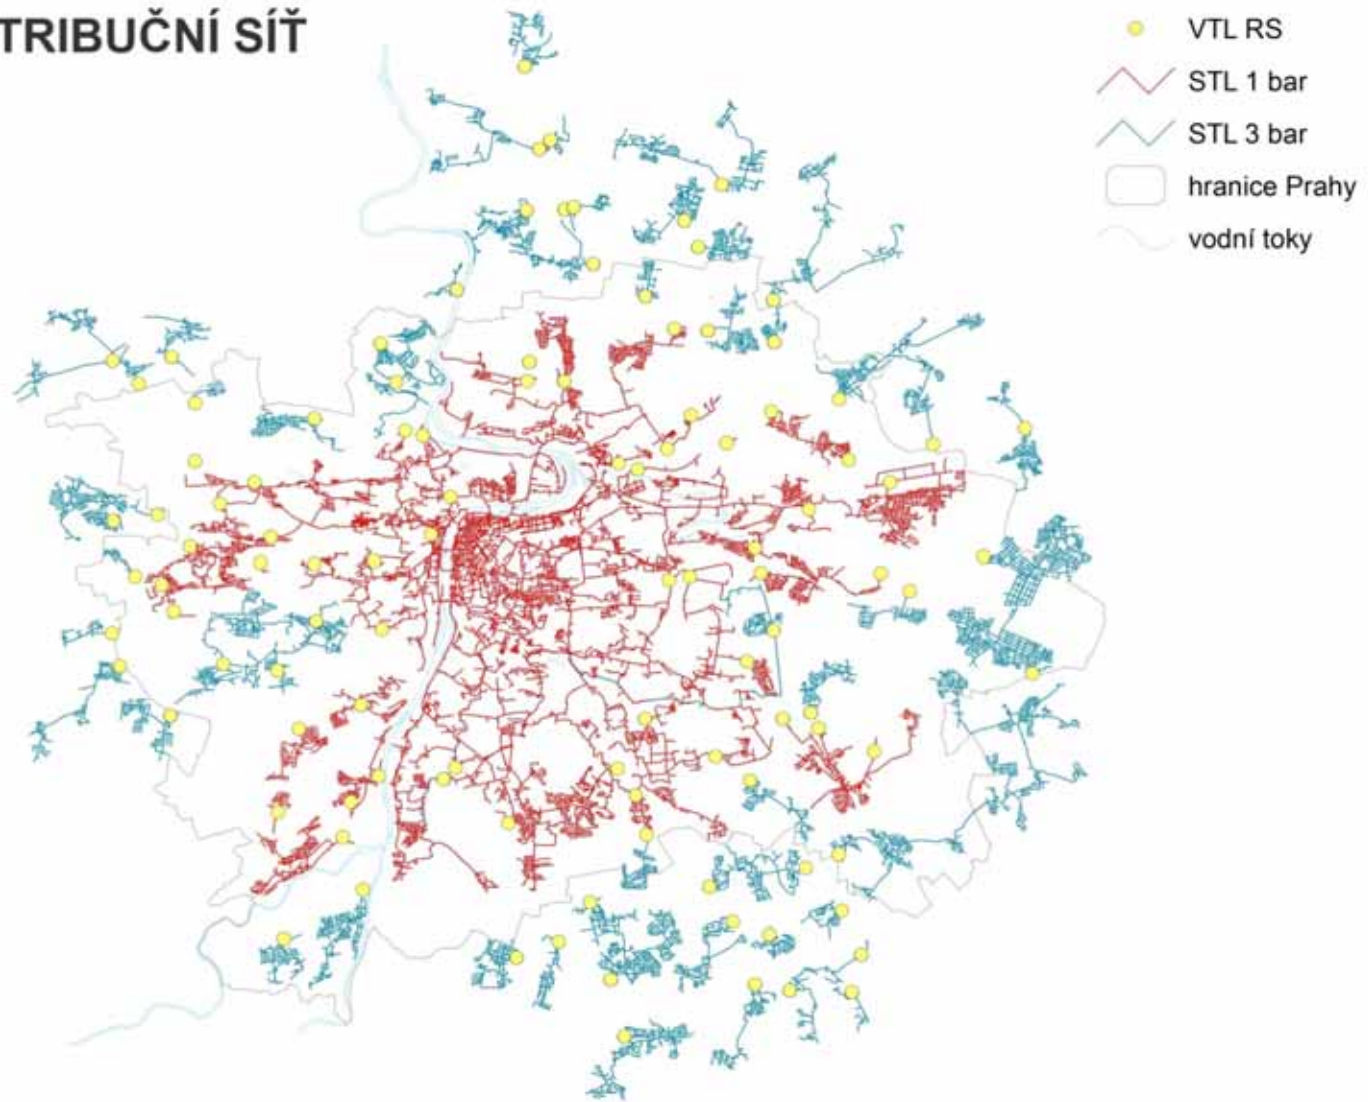 TRIBUČNÍ SÍŤ
VTL RS
STL 1 bar
STL 3 bar
hranice Prahy
vodní toky